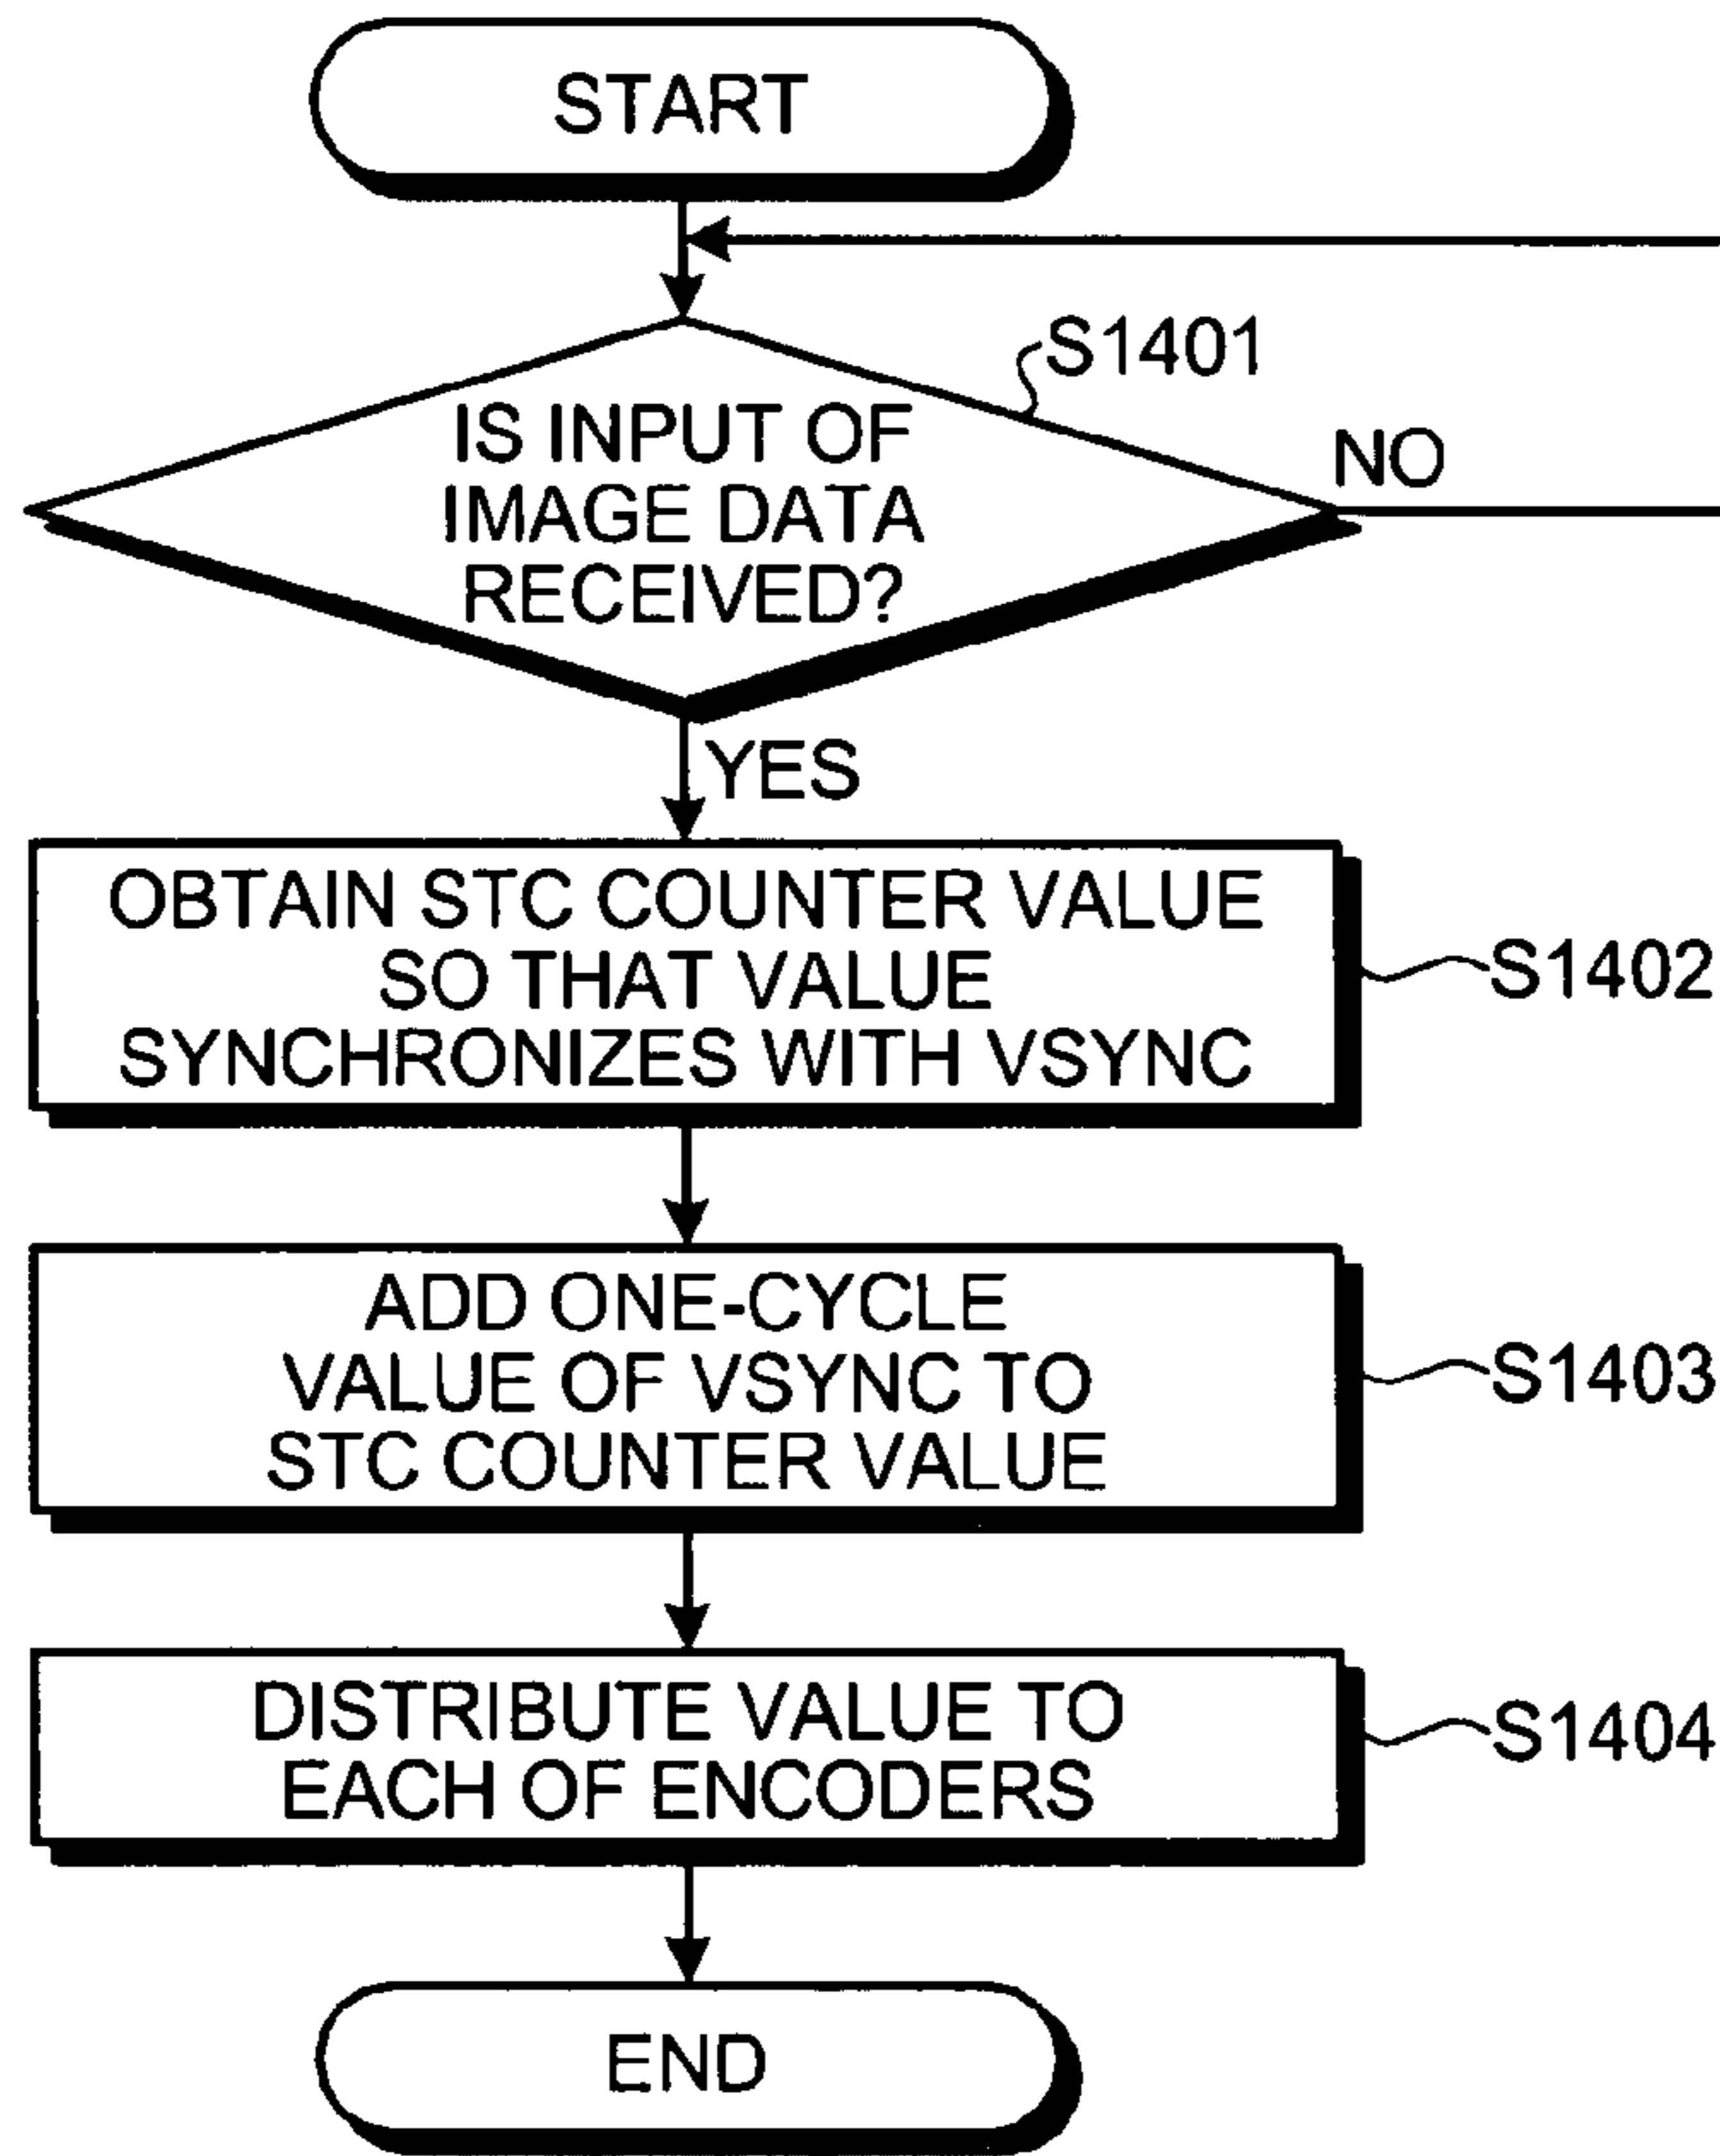 START
S1401
IS INPUT OF
IMAGE DATA
RECEIVED?
NO
YES
OBTAIN STC COUNTER VALUE
SO THAT VALUE
SYNCHRONIZES WITH VSYNC
S1402
ADD ONE-CYCLE
VALUE OF VSYNC TO
STC COUNTER VALUE
S1403
DISTRIBUTE VALUE TO
EACH OF ENCODERS
S1404
END